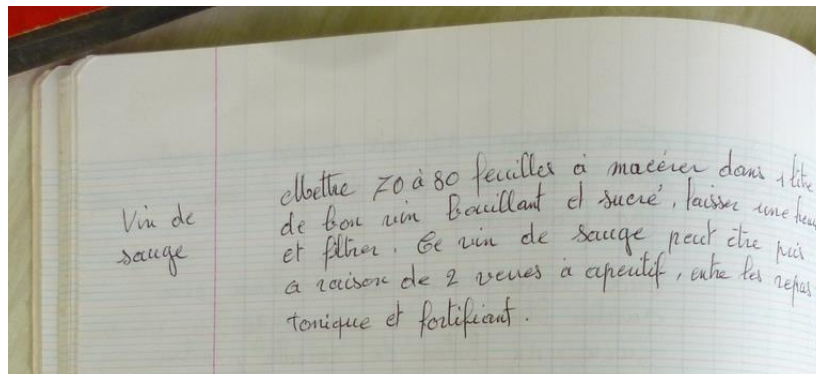 Vin de
sauge
Mettre 70 à 80 feuilles à macérer dans 1 litre
de bon vin bouillant et sucré, laisser une heure
et filtrer. Ce vin de sauge peut être pris
a raison de 2 verres à apéritif, entre les repas
tonique et fortifiant.